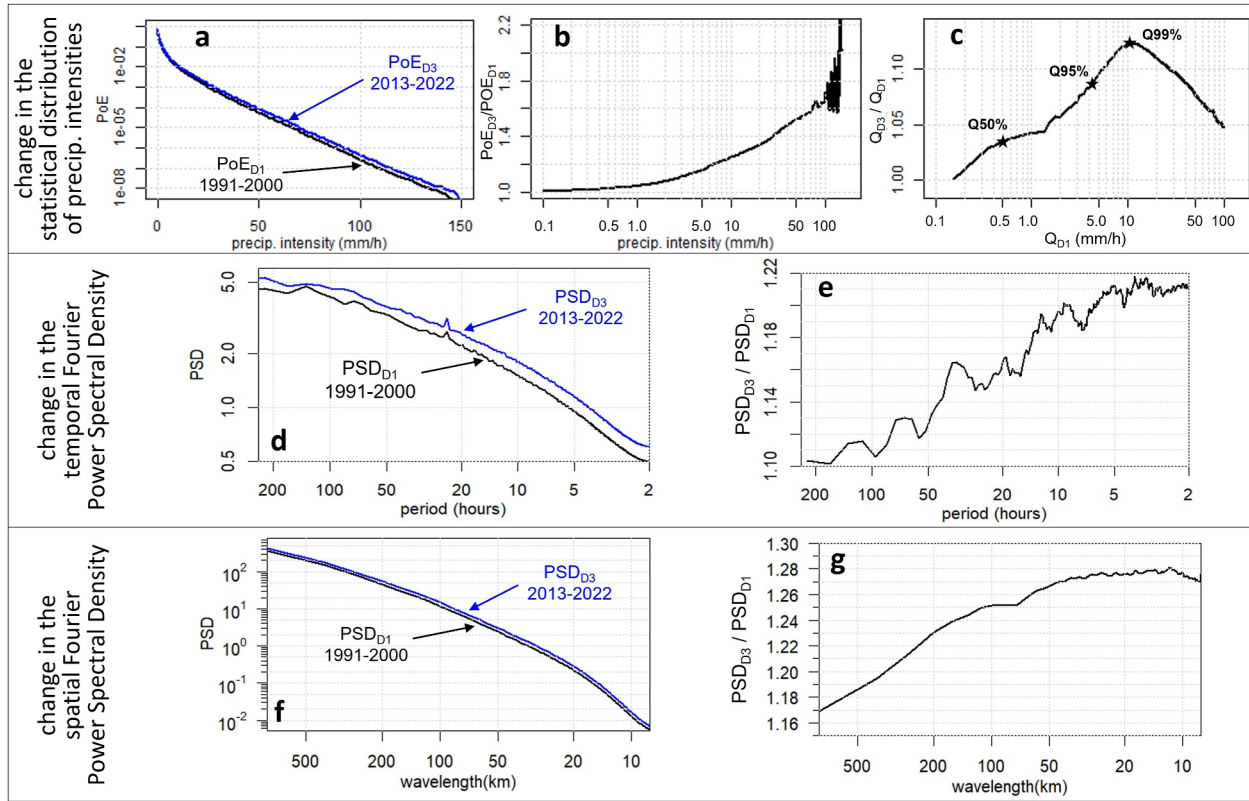 change in the
statistical distribution
of precip. intensities
a
PoE
1e-02
1e-05
1e-08
PoE_D3
2013-2022
PoE_D1
1991-2000
0 50 100 150
precip. intensity (mm/h)
b
PoE_D3/POE_D1
2.2
1.8
1.4
1.0
0.1 0.5 1.0 5.0 10 50 100
precip. intensity (mm/h)
c
Q_D3 / Q_D1
1.10
1.05
1.00
Q50%
Q95%
Q99%
0.1 0.5 1.0 5.0 10 50 100
Q_D1 (mm/h)
change in the
temporal Fourier
Power Spectral Density
d
PSD
5.0
2.0
1.0
0.5
PSD_D3
2013-2022
PSD_D1
1991-2000
200 100 50 20 10 5 2
period (hours)
e
PSD_D3 / PSD_D1
1.22
1.18
1.14
1.10
200 100 50 20 10 5 2
period (hours)
change in the
spatial Fourier
Power Spectral Density
f
PSD
10^2
10^1
10^0
10^-1
10^-2
PSD_D3
2013-2022
PSD_D1
1991-2000
500 200 100 50 20 10
wavelength(km)
g
PSD_D3 / PSD_D1
1.30
1.28
1.26
1.24
1.22
1.20
1.18
1.16
500 200 100 50 20 10
wavelength(km)